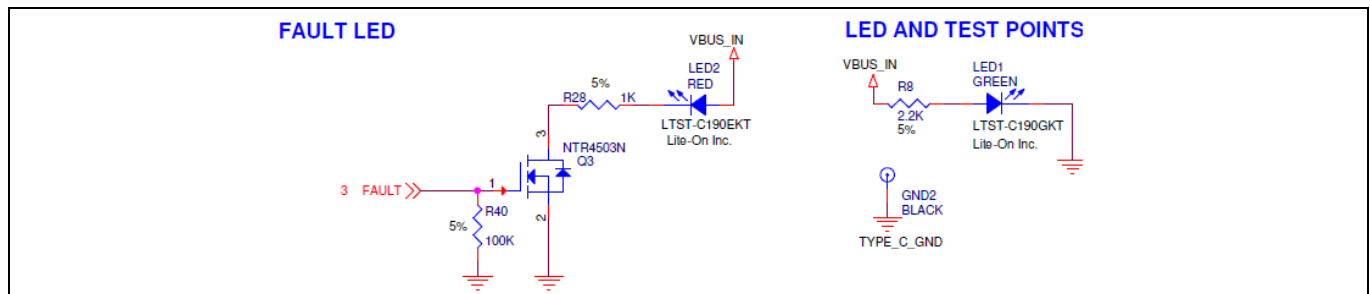 FAULT LED
VBUS_IN
LED2
RED
5%
R28
1K
LTST-C190EKT
Lite-On Inc.
3
NTR4503N
Q3
3 FAULT
1
R40
5%
100K
2
LED AND TEST POINTS
VBUS_IN
R8
2.2K
5%
LED1
GREEN
LTST-C190GKT
Lite-On Inc.
GND2
BLACK
TYPE_C_GND